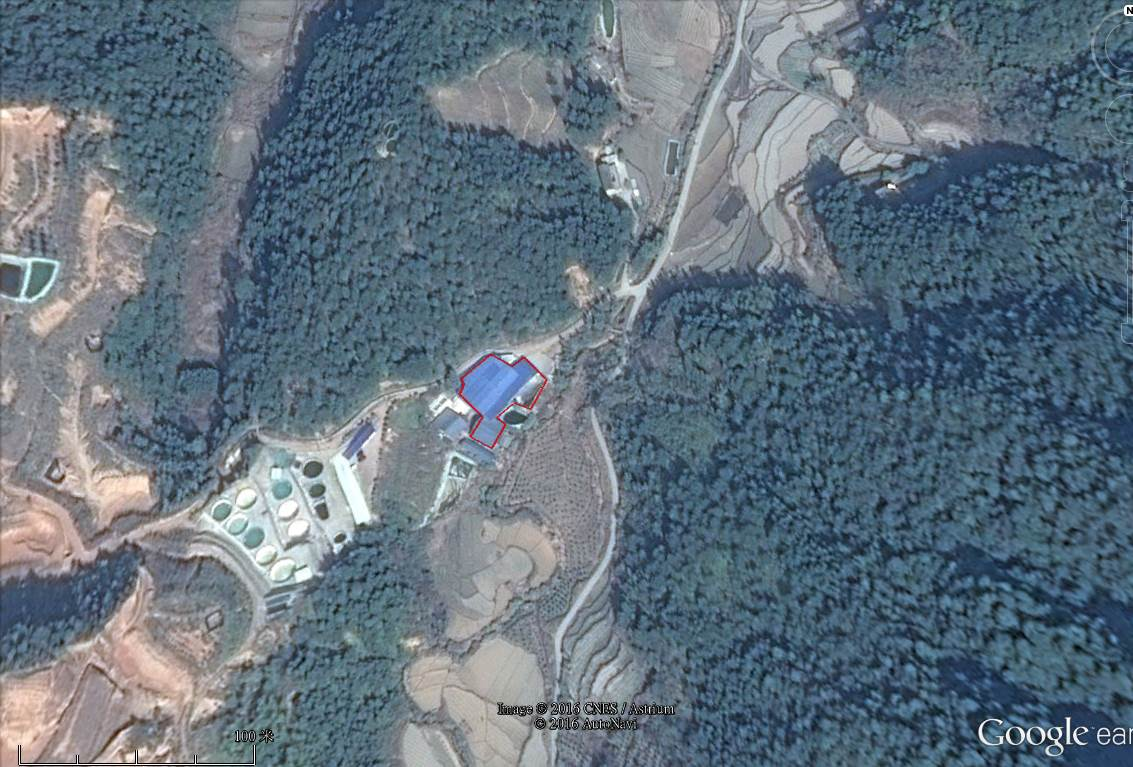 N
Image © 2016 CNES / Astrium
© 2016 AutoNavi
100 米
Google ear